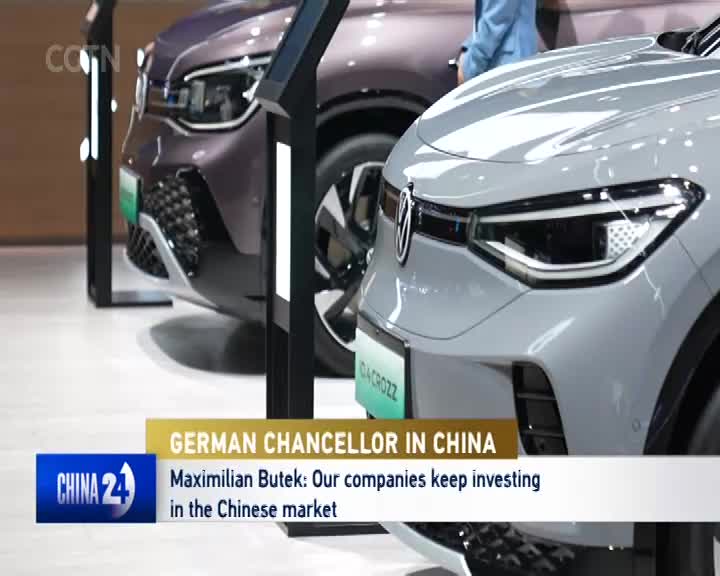 CGTN
ID.4 CROZZ
GERMAN CHANCELLOR IN CHINA
CHINA 24
Maximilian Butek: Our companies keep investing
in the Chinese market